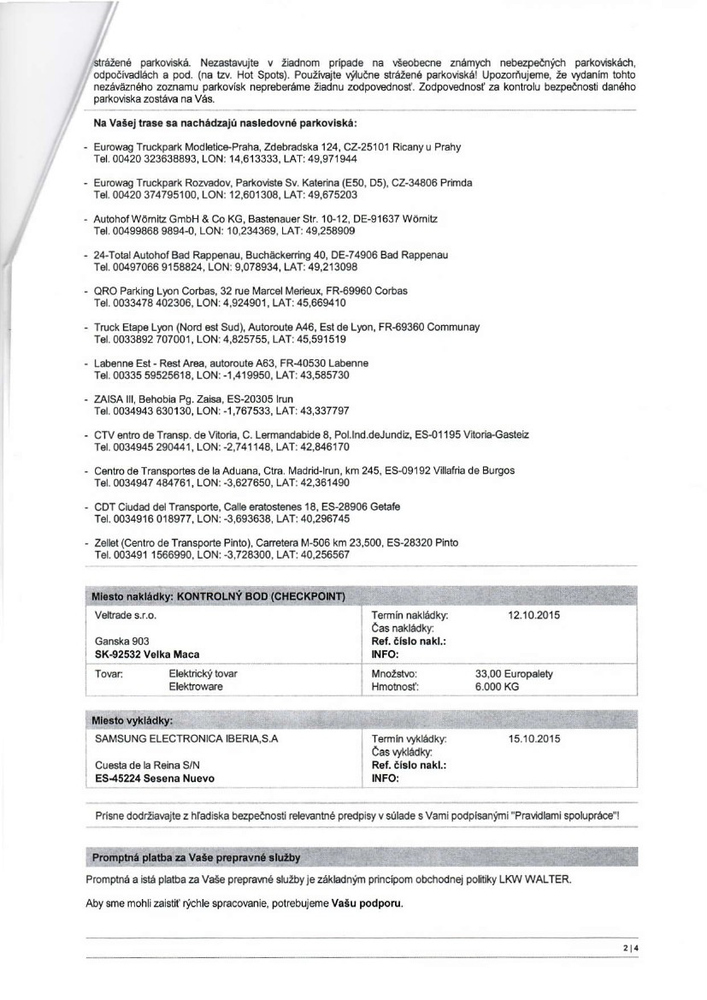 strážené parkoviská. Nezastavujte v žiadnom prípade na všeobecne známych nebezpečných parkoviskách,
odpočívadlách a pod. (na tzv. Hot Spots). Používajte výlučne strážené parkoviská! Upozorňujeme, že vydaním tohto
nezáväzného zoznamu parkovísk nepreberáme žiadnu zodpovednosť. Zodpovednosť za kontrolu bezpečnosti daného
parkoviska zostáva na Vás.
Na Vašej trase sa nachádzajú nasledovné parkoviská:
- Eurowag Truckpark Modletice-Praha, Zdebradska 124, CZ-25101 Ricany u Prahy
Tel. 00420 323638893, LON: 14,613333, LAT: 49,971944
- Eurowag Truckpark Rozvadov, Parkoviste Sv. Katerina (E50, D5), CZ-34806 Primda
Tel. 00420 374795100, LON: 12,601308, LAT: 49,675203
- Autohof Wörnitz GmbH & Co KG, Bastenauer Str. 10-12, DE-91637 Wörnitz
Tel. 00499868 9894-0, LON: 10,234369, LAT: 49,258909
- 24-Total Autohof Bad Rappenau, Buchäckerring 40, DE-74906 Bad Rappenau
Tel. 00497066 9158824, LON: 9,078934, LAT: 49,213098
- QRO Parking Lyon Corbas, 32 rue Marcel Merieux, FR-69960 Corbas
Tel. 0033478 402306, LON: 4,924901, LAT: 45,669410
- Truck Etape Lyon (Nord est Sud), Autoroute A46, Est de Lyon, FR-69360 Communay
Tel. 0033892 707001, LON: 4,825755, LAT: 45,591519
- Labenne Est - Rest Area, autoroute A63, FR-40530 Labenne
Tel. 00335 59525618, LON: -1,419950, LAT: 43,585730
- ZAISA III, Behobia Pg. Zaisa, ES-20305 Irun
Tel. 0034943 630130, LON: -1,767533, LAT: 43,337797
- CTV entro de Transp. de Vitoria, C. Lermandabide 8, Pol.Ind.deJundiz, ES-01195 Vitoria-Gasteiz
Tel. 0034945 290441, LON: -2,741148, LAT: 42,846170
- Centro de Transportes de la Aduana, Ctra. Madrid-Irun, km 245, ES-09192 Villafria de Burgos
Tel. 0034947 484761, LON: -3,627650, LAT: 42,361490
- CDT Ciudad del Transporte, Calle eratostenes 18, ES-28906 Getafe
Tel. 0034916 018977, LON: -3,693638, LAT: 40,296745
- Zellet (Centro de Transporte Pinto), Carretera M-506 km 23,500, ES-28320 Pinto
Tel. 003491 1566990, LON: -3,728300, LAT: 40,256567
Miesto nakládky: KONTROLNÝ BOD (CHECKPOINT)
Veltrade s.r.o. Termín nakládky: 12.10.2015
Čas nakládky:
Ganska 903 Ref. číslo nakl.:
SK-92532 Velka Maca INFO:
Tovar: Elektrický tovar Množstvo: 33,00 Europalety
Elektroware Hmotnosť: 6.000 KG
Miesto vykládky:
SAMSUNG ELECTRONICA IBERIA,S.A Termín vykládky: 15.10.2015
Čas vykládky:
Cuesta de la Reina S/N Ref. číslo nakl.:
ES-45224 Sesena Nuevo INFO:
Prísne dodržiavajte z hľadiska bezpečnosti relevantné predpisy v súlade s Vami podpísanými "Pravidlami spolupráce"!
Promptná platba za Vaše prepravné služby
Promptná a istá platba za Vaše prepravné služby je základným princípom obchodnej politiky LKW WALTER.
Aby sme mohli zaistiť rýchle spracovanie, potrebujeme Vašu podporu.
2|4